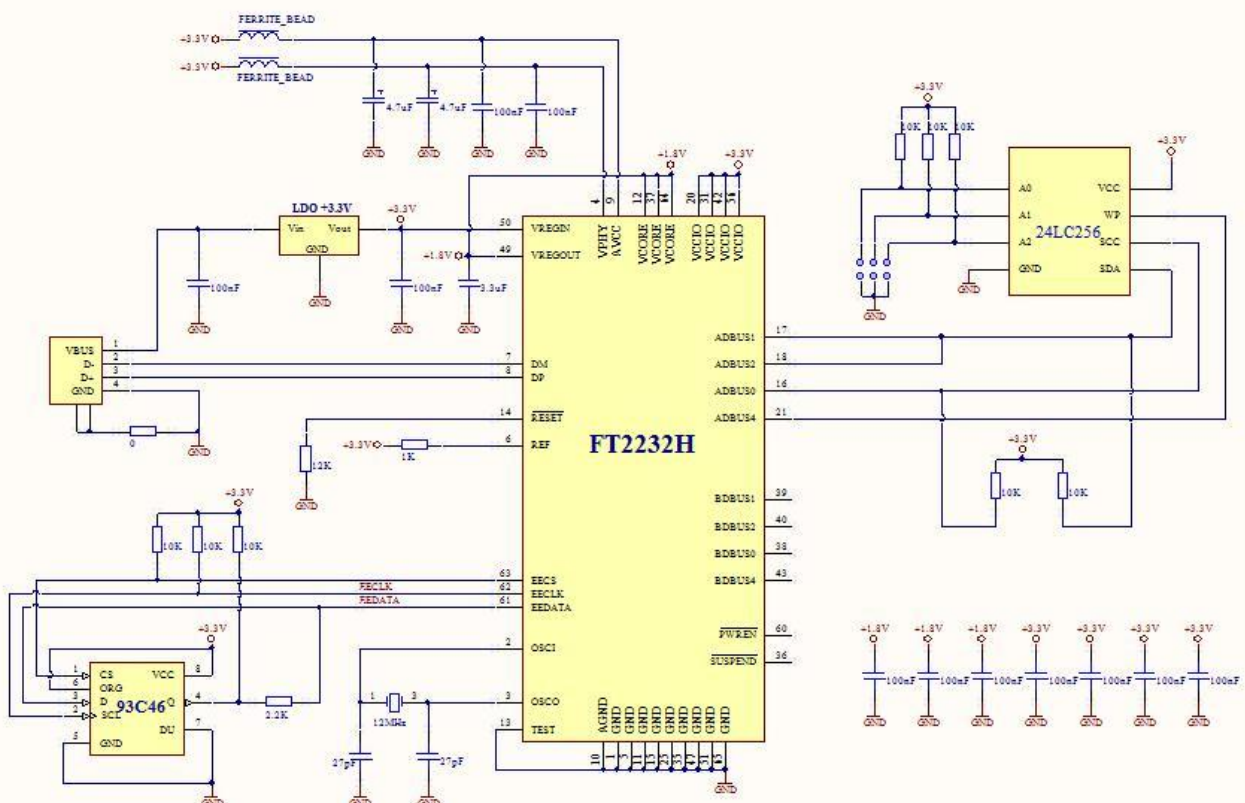 FERRITE_BEAD
+3.3V
+3.3V
FERRITE_BEAD
4.7uF
4.7uF
100nF
100nF
GND
GND
GND
GND
+3.3V
10K
10K
10K
+3.3V
A0
VCC
A1
WP
A2
24LC256
SCC
GND
SDA
GND
GND
+1.8V
+3.3V
4
9
12
37
20
31
42
VPHY
AVCC
VCORE
VCORE
VCORE
VCCIO
VCCIO
VCCIO
VCCIO
LDO +3.3V
+3.3V
Vin
Vout
GND
50
VREGIN
49
VREGOUT
+1.8V
100nF
100nF
3.3uF
GND
GND
GND
GND
VBUS
1
D-
2
D+
3
GND
4
0
GND
7
DM
8
DP
14
RESET
6
REF
+3.3V
1K
12K
GND
FT2232H
ADBUS1
17
ADBUS2
18
ADBUS0
16
ADBUS4
21
+3.3V
10K
10K
BDBUS1
39
BDBUS2
40
BDBUS0
38
BDBUS4
43
PWREN
60
SUSPEND
36
+3.3V
10K
10K
10K
63
EECS
EECLK
62
EECLK
EEDATA
61
EEDATA
2
OSCI
3
OSCO
13
TEST
1
3
12MHz
27pF
27pF
GND
GND
+3.3V
1
CS
VCC
8
6
ORG
3
D
93C46
Q
4
2
SCL
2.2K
DU
7
5
GND
GND
AGND
GND
GND
GND
GND
GND
GND
GND
GND
GND
10
1
5
11
15
25
35
47
51
GND
+1.8V
+1.8V
+1.8V
+3.3V
+3.3V
+3.3V
+3.3V
100nF
100nF
100nF
100nF
100nF
100nF
100nF
GND
GND
GND
GND
GND
GND
GND